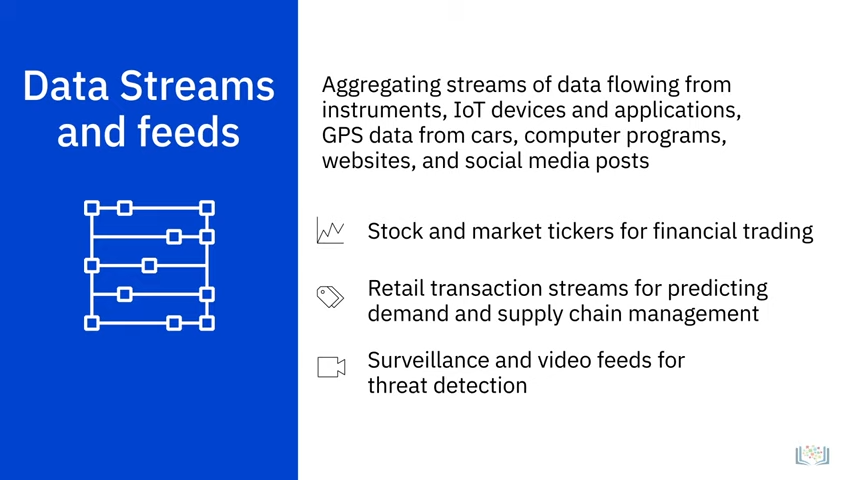 Data Streams
and feeds
Aggregating streams of data flowing from
instruments, IoT devices and applications,
GPS data from cars, computer programs,
websites, and social media posts
Stock and market tickers for financial trading
Retail transaction streams for predicting
demand and supply chain management
Surveillance and video feeds for
threat detection